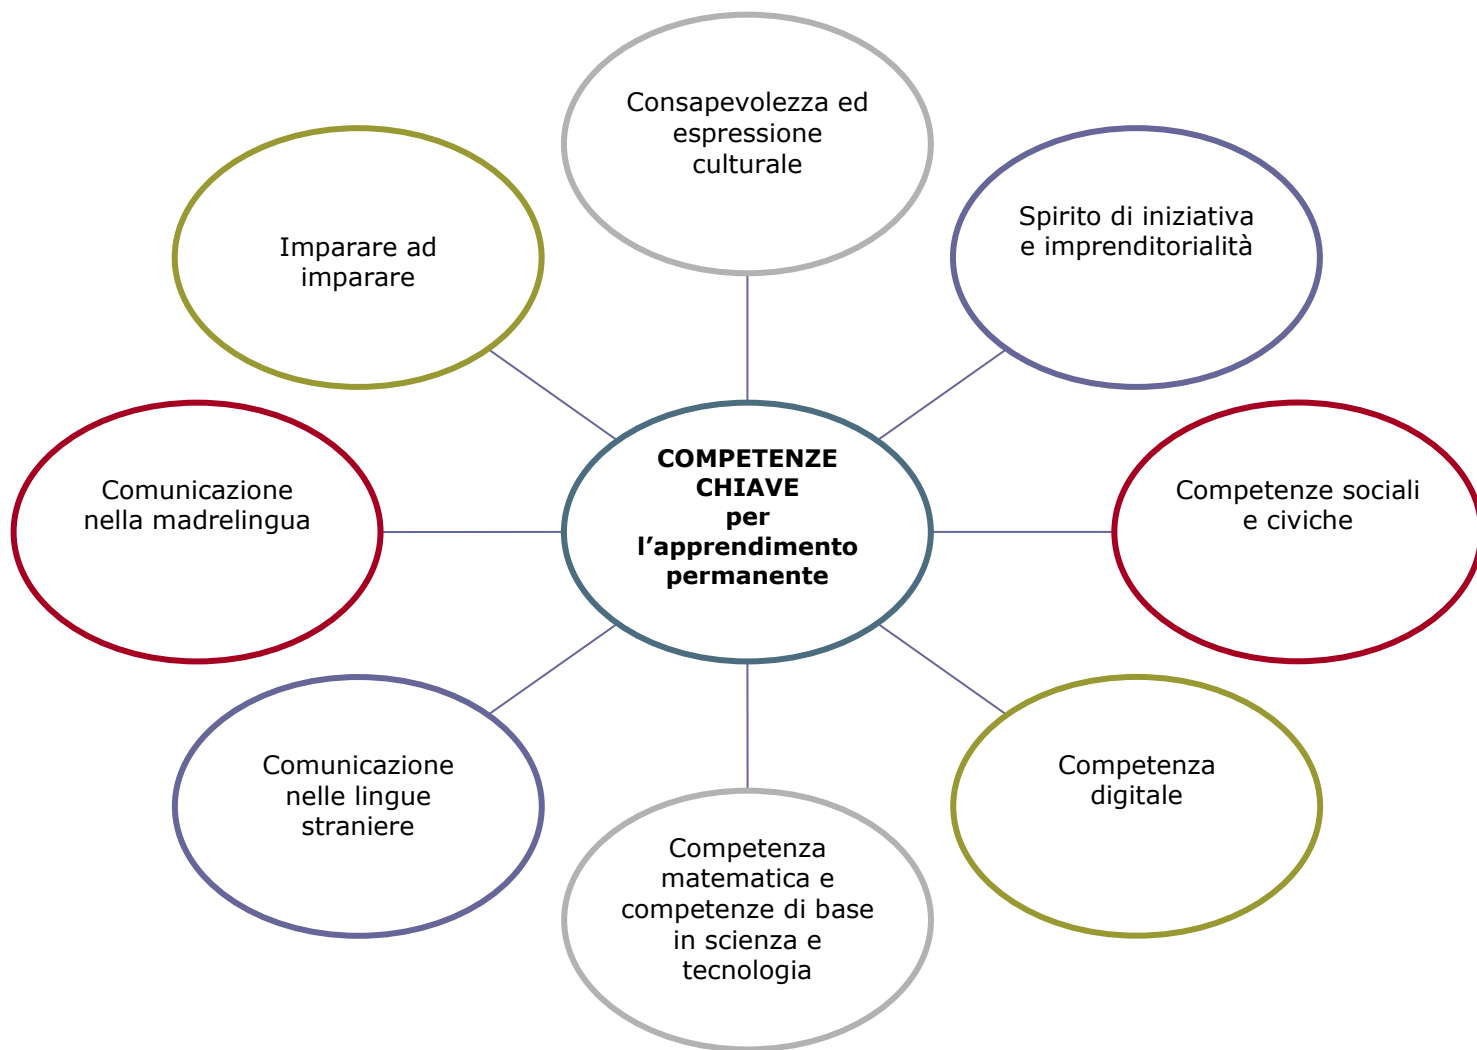 Consapevolezza ed
espressione
culturale
Imparare ad
imparare
Spirito di iniziativa
e imprenditorialità
Comunicazione
nella madrelingua
COMPETENZE
CHIAVE
per
l’apprendimento
permanente
Competenze sociali
e civiche
Comunicazione
nelle lingue
straniere
Competenza
digitale
Competenza
matematica e
competenze di base
in scienza e
tecnologia